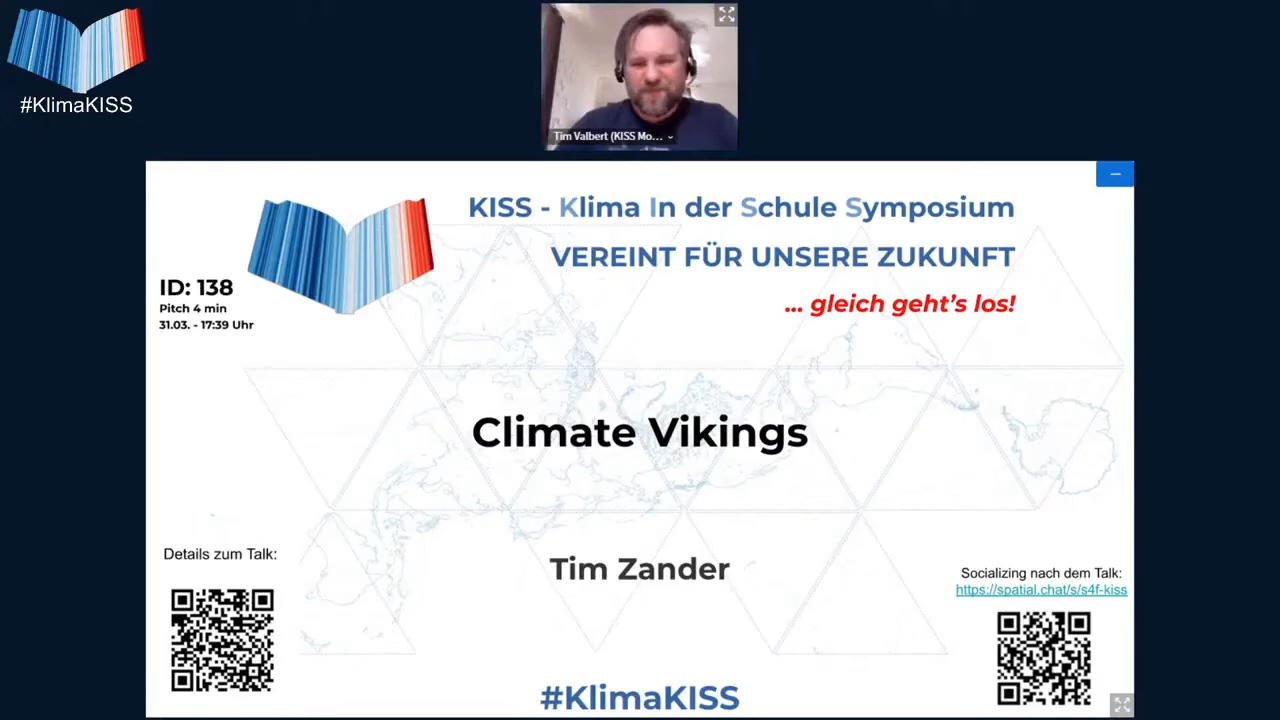 #KlimaKISS
Tim Valbert (KISS Mo...
KISS - Klima In der Schule Symposium
VEREINT FÜR UNSERE ZUKUNFT
... gleich geht's los!
ID: 138
Pitch 4 min
31.03. - 17:39 Uhr
Climate Vikings
Tim Zander
Details zum Talk:
Socializing nach dem Talk:
https://spatial.chat/s/s4f-kiss
#KlimaKISS